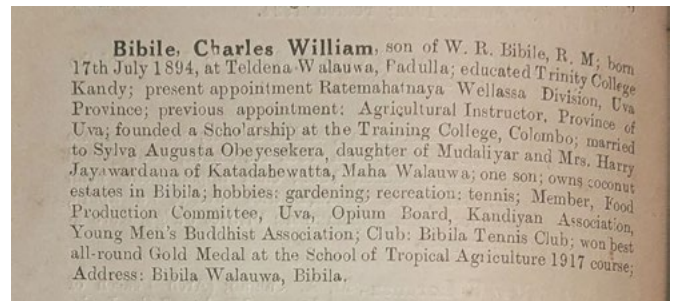 Bibile, Charles William, son of W. R. Bibile, R. M; born
17th July 1894, at Teldena Walauwa, Badulla; educated Trinity College
Kandy; present appointment Ratemahatnaya Wellassa Division, Uva
Province; previous appointment: Agricultural Instructor, Province of
Uva; founded a Scholarship at the Training College, Colombo; married
to Sylva Augusta Obeyesekera, daughter of Mudaliyar and Mrs. Harry
Jayawardana of Katadahewatta, Maha Walauwa; one son; owns coconut
estates in Bibila; hobbies: gardening; recreation: tennis; Member, Food
Production Committee, Uva, Opium Board, Kandiyan Association,
Young Men's Buddhist Association; Club: Bibila Tennis Club; won best
all-round Gold Medal at the School of Tropical Agriculture 1917 course;
Address: Bibila Walauwa, Bibila.